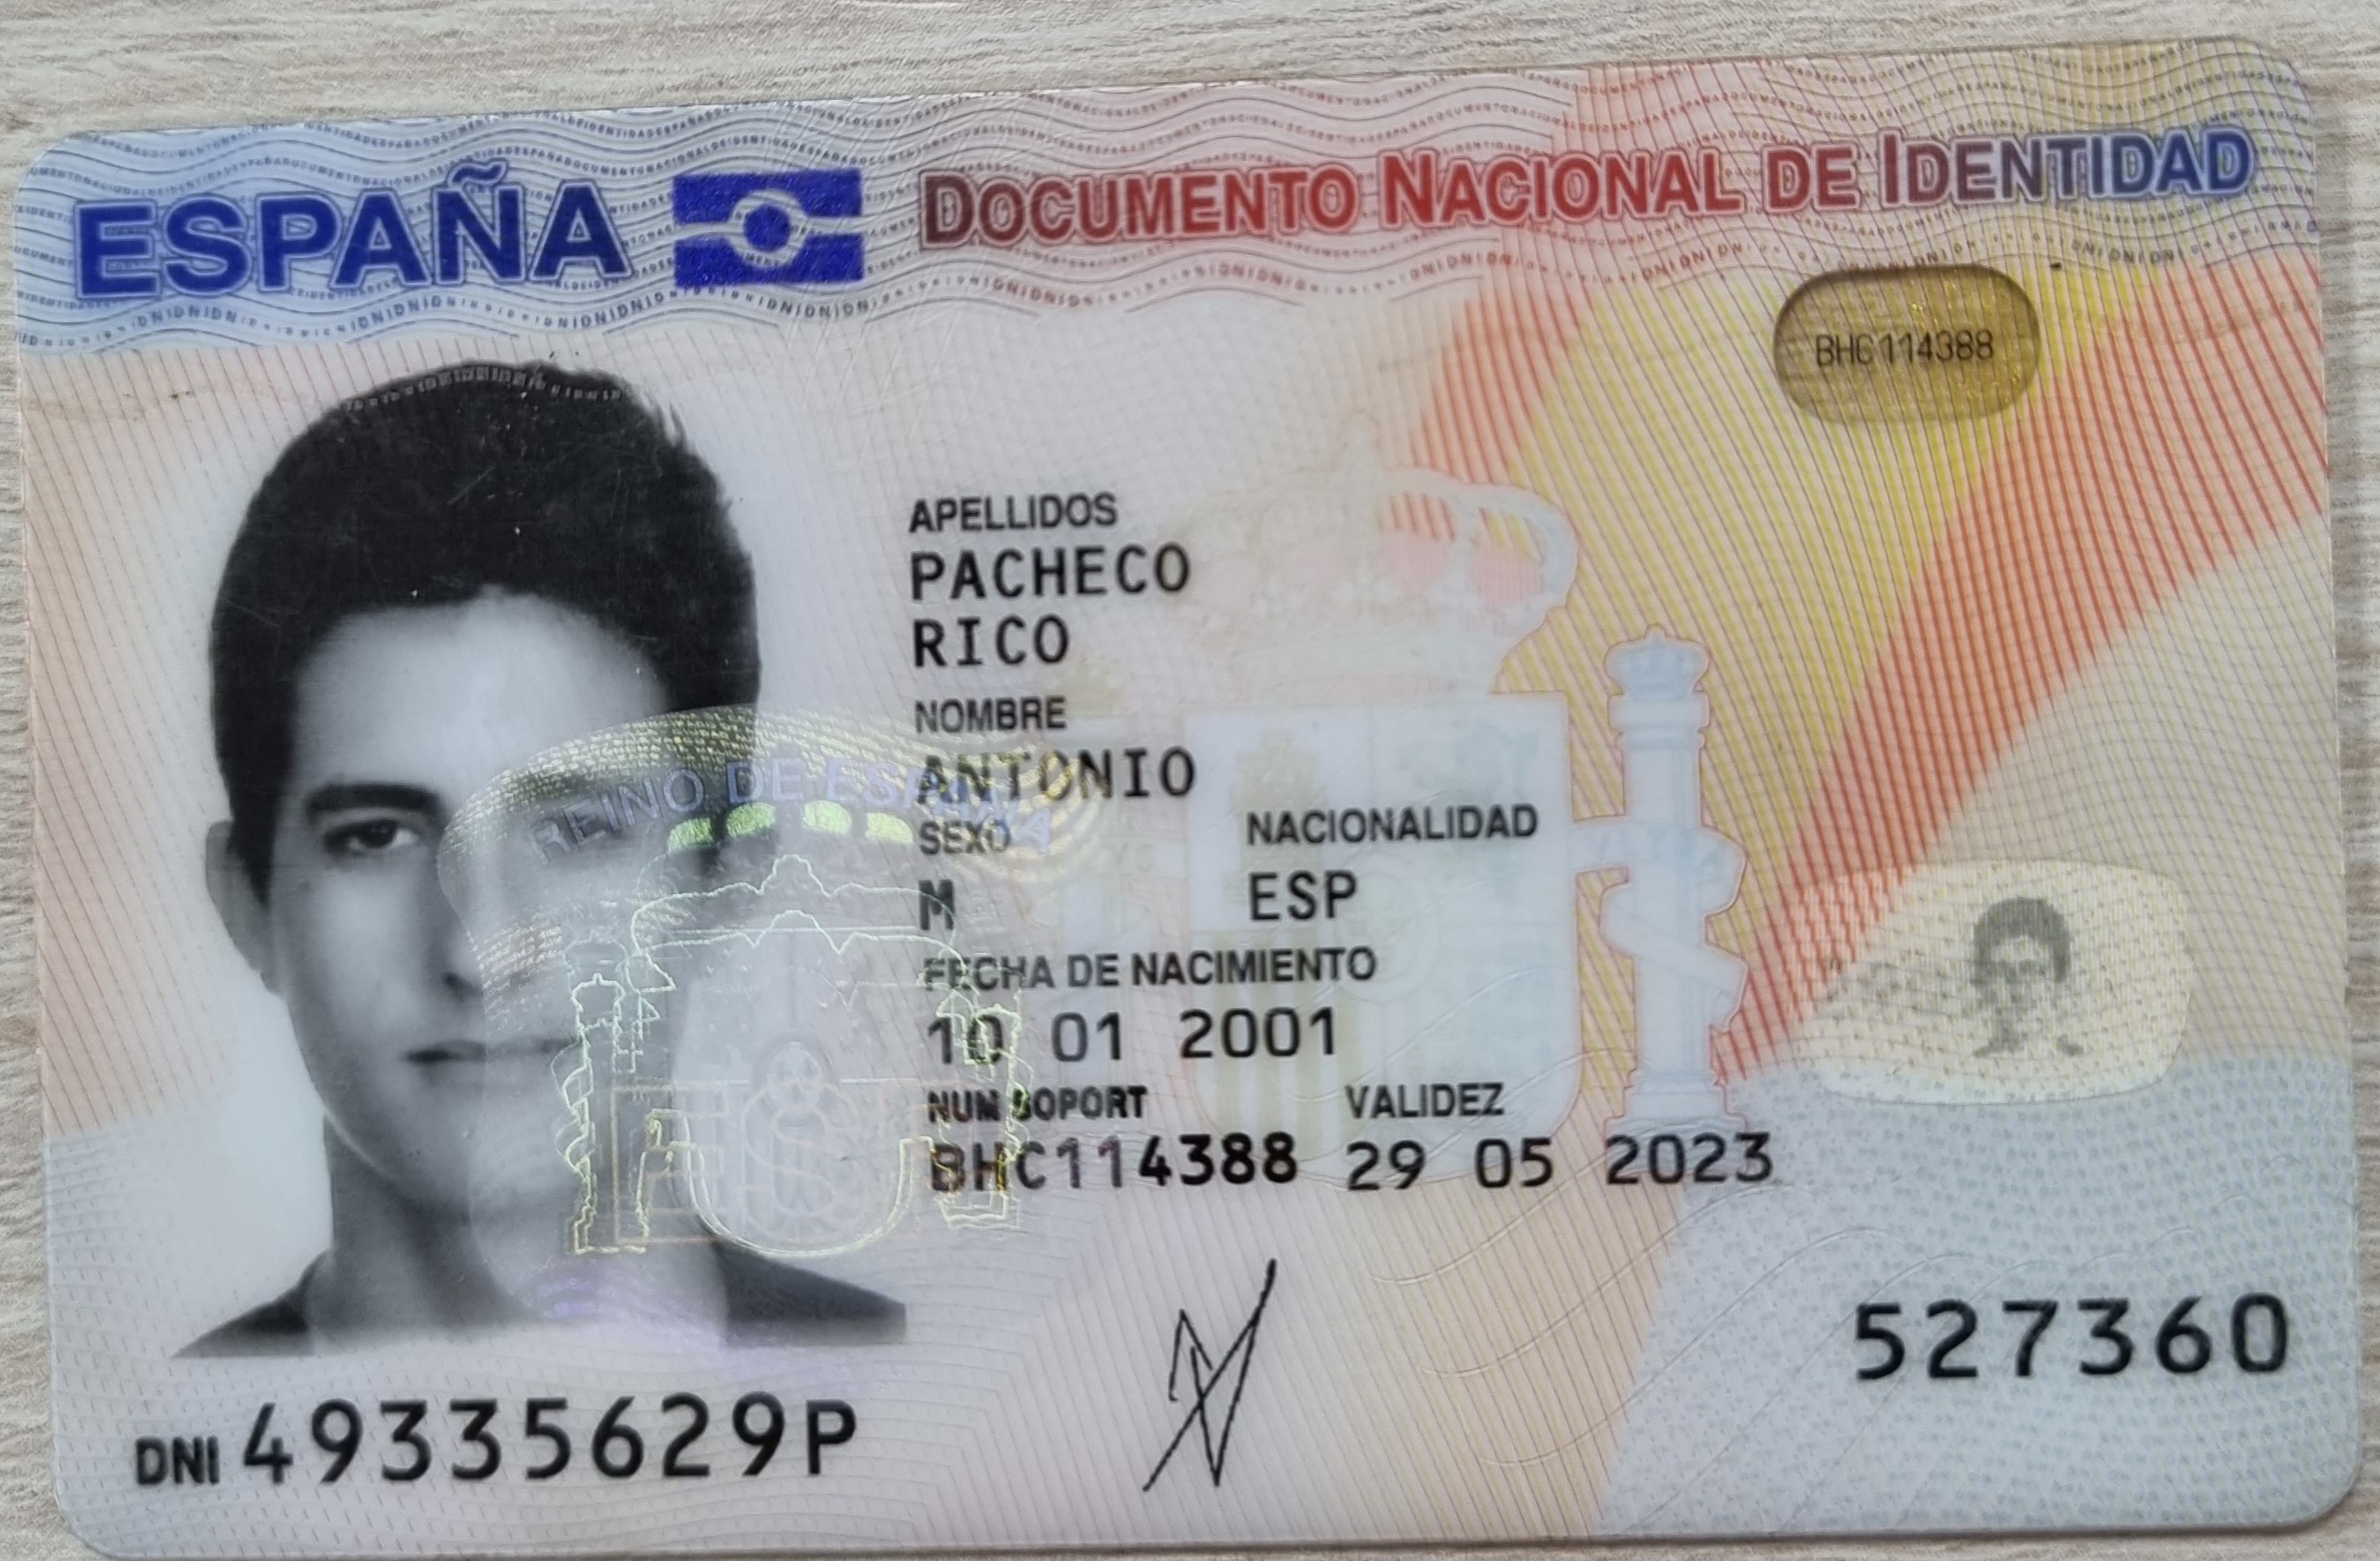 ESPAÑA DOCUMENTO NACIONAL DE IDENTIDAD
BHC114388
APELLIDOS
PACHECO
RICO
NOMBRE
ANTONIO
REINO DE ESPAÑA
SEXO NACIONALIDAD
M ESP
FECHA DE NACIMIENTO
10 01 2001
NUM SOPORT VALIDEZ
BHC114388 29 05 2023
527360
DNI 49335629P